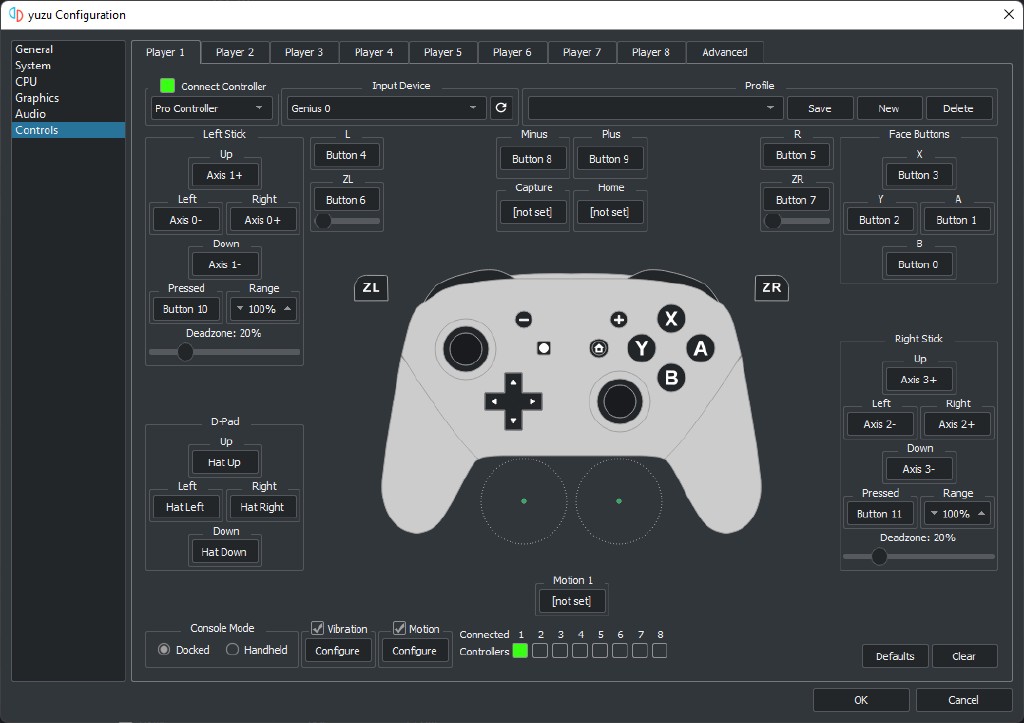 yuzu Configuration
General
System
CPU
Graphics
Audio
Controls
Player 1 Player 2 Player 3 Player 4 Player 5 Player 6 Player 7 Player 8 Advanced
Connect Controller Input Device Profile
Pro Controller Genius 0 Save New Delete
Left Stick
Up
Axis 1+
Left Right
Axis 0- Axis 0+
Down
Axis 1-
Pressed Range
Button 10 100%
Deadzone: 20%
L
Button 4
ZL
Button 6
Minus Plus
Button 8 Button 9
Capture Home
[not set] [not set]
R
Button 5
ZR
Button 7
Face Buttons
X
Button 3
Y A
Button 2 Button 1
B
Button 0
ZL ZR
X
Y A
B
D-Pad
Up
Hat Up
Left Right
Hat Left Hat Right
Down
Hat Down
Right Stick
Up
Axis 3+
Left Right
Axis 2- Axis 2+
Down
Axis 3-
Pressed Range
Button 11 100%
Deadzone: 20%
Motion 1
[not set]
Console Mode
Docked Handheld
Vibration
Configure
Motion
Configure
Connected 1 2 3 4 5 6 7 8
Controllers
Defaults Clear
OK Cancel